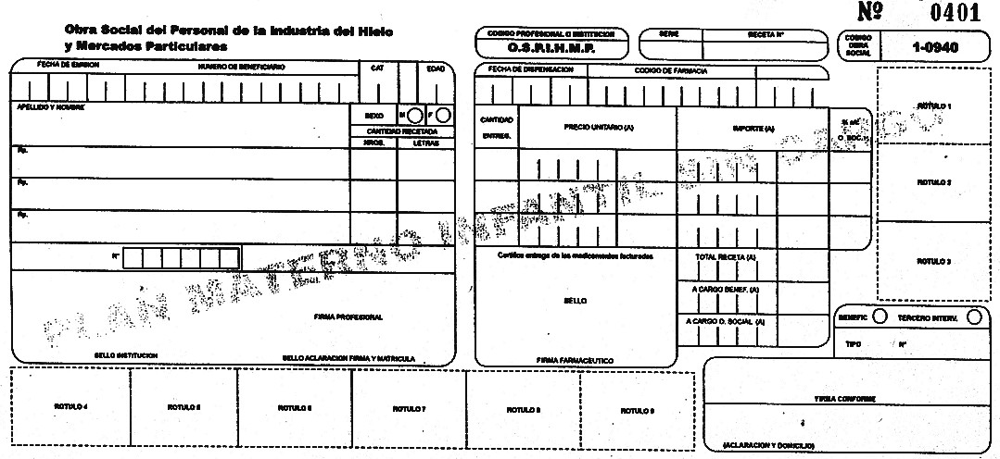 Nº 0401
Obra Social del Personal de la Industria del Hielo
y Mercados Particulares
CODIGO PROFESIONAL O INSTITUCION
O.S.P.I.H.M.P.
SERIE RECETA Nº
CODIGO
OBRA
SOCIAL
1-0940
FECHA DE EMISION NUMERO DE BENEFICIARIO CAT EDAD
APELLIDO Y NOMBRE
SEXO M F
CANTIDAD RECETADA
NROS. LETRAS
Rp.
Rp.
Rp.
Nº
FIRMA PROFESIONAL
SELLO INSTITUCION SELLO ACLARACION FIRMA Y MATRICULA
FECHA DE DISPENSACION CODIGO DE FARMACIA
CANTIDAD
ENTREG.
PRECIO UNITARIO (A) IMPORTE (A)
O. SOC.
Certifico entrega de los medicamentos facturados
SELLO
FIRMA FARMACEUTICO
TOTAL RECETA (A)
A CARGO BENEF. (A)
A CARGO O. SOCIAL (A)
ROTULO 1
ROTULO 2
ROTULO 3
BENEFIC TERCERO INTERV.
TIPO Nº
FIRMA CONFORME
(ACLARACION Y DOMICILIO)
ROTULO 4 ROTULO 5 ROTULO 6 ROTULO 7 ROTULO 8 ROTULO 9
PLAN MATERNO INFANTIL SIN CARGO